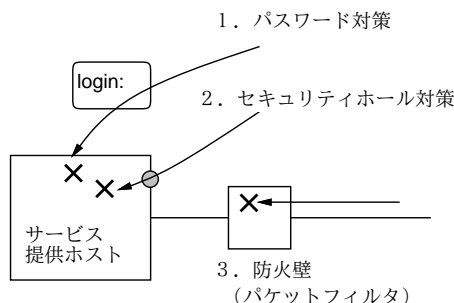 １．パスワード対策
login:
２．セキュリティホール対策
サービス
提供ホスト
３．防火壁
（パケットフィルタ）